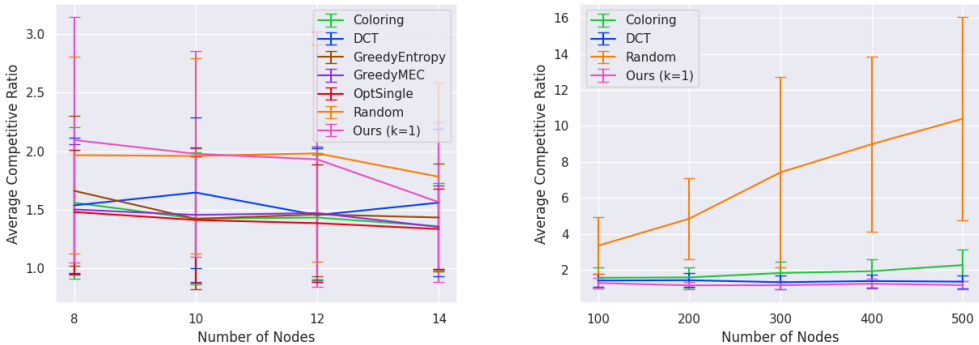 Average Competitive Ratio
3.0
2.5
2.0
1.5
1.0
8
10
12
14
Number of Nodes
Coloring
DCT
GreedyEntropy
GreedyMEC
OptSingle
Random
Ours (k=1)
Average Competitive Ratio
16
14
12
10
8
6
4
2
100
200
300
400
500
Number of Nodes
Coloring
DCT
Random
Ours (k=1)